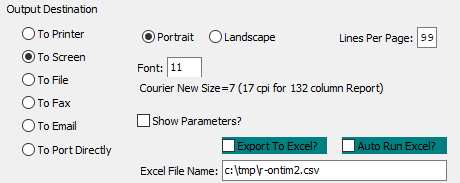 Output Destination
To Printer
To Screen
To File
To Fax
To Email
To Port Directly
Portrait Landscape Lines Per Page: 99
Font: 11
Courier New Size=7 (17 cpi for 132 column Report)
Show Parameters?
Export To Excel? Auto Run Excel?
Excel File Name: c:\tmp\r-ontim2.csv